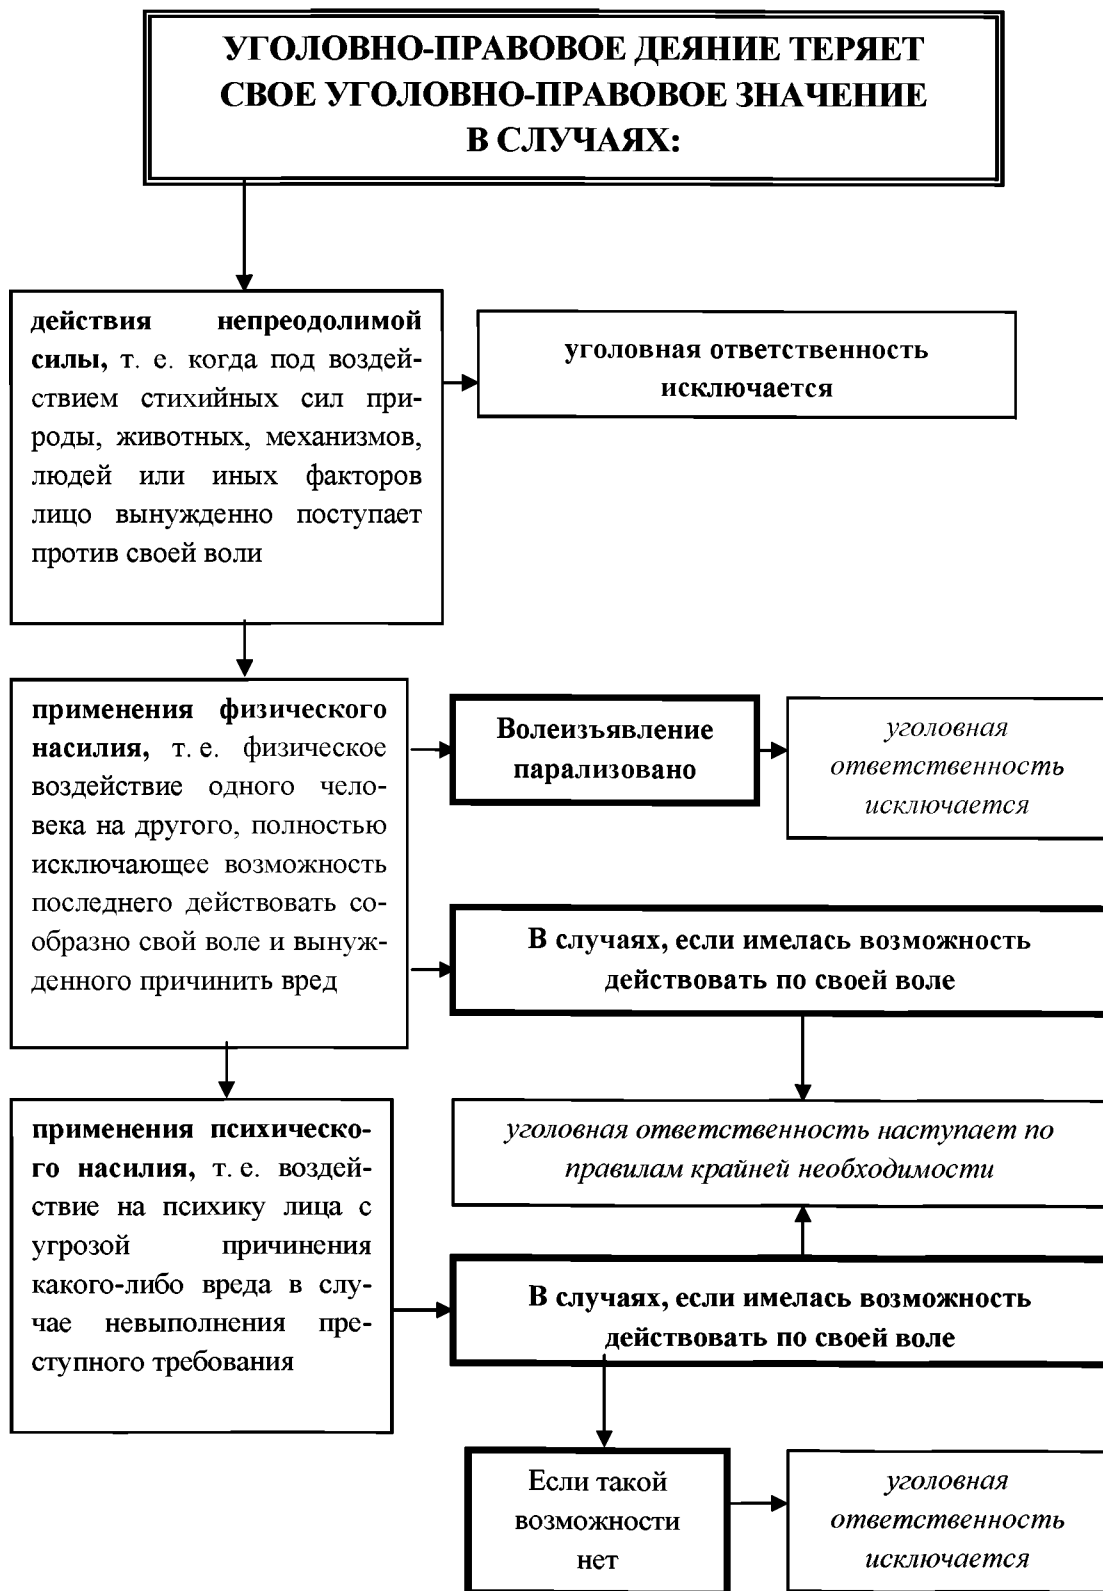 УГОЛОВНО-ПРАВОВОЕ ДЕЯНИЕ ТЕРЯЕТ
СВОЕ УГОЛОВНО-ПРАВОВОЕ ЗНАЧЕНИЕ
В СЛУЧАЯХ:
действия непреодолимой
силы, т. е. когда под воздей-
ствием стихийных сил при-
роды, животных, механизмов,
людей или иных факторов
лицо вынужденно поступает
против своей воли
уголовная ответственность
исключается
применения физического
насилия, т. е. физическое
воздействие одного чело-
века на другого, полностью
исключающее возможность
последнего действовать со-
образно свой воле и вынуж-
денного причинить вред
Волеизъявление
парализовано
уголовная
ответственность
исключается
В случаях, если имелась возможность
действовать по своей воле
применения психическо-
го насилия, т. е. воздей-
ствие на психику лица с
угрозой причинения
какого-либо вреда в слу-
чае невыполнения пре-
ступного требования
уголовная ответственность наступает по
правилам крайней необходимости
В случаях, если имелась возможность
действовать по своей воле
Если такой
возможности
нет
уголовная
ответственность
исключается